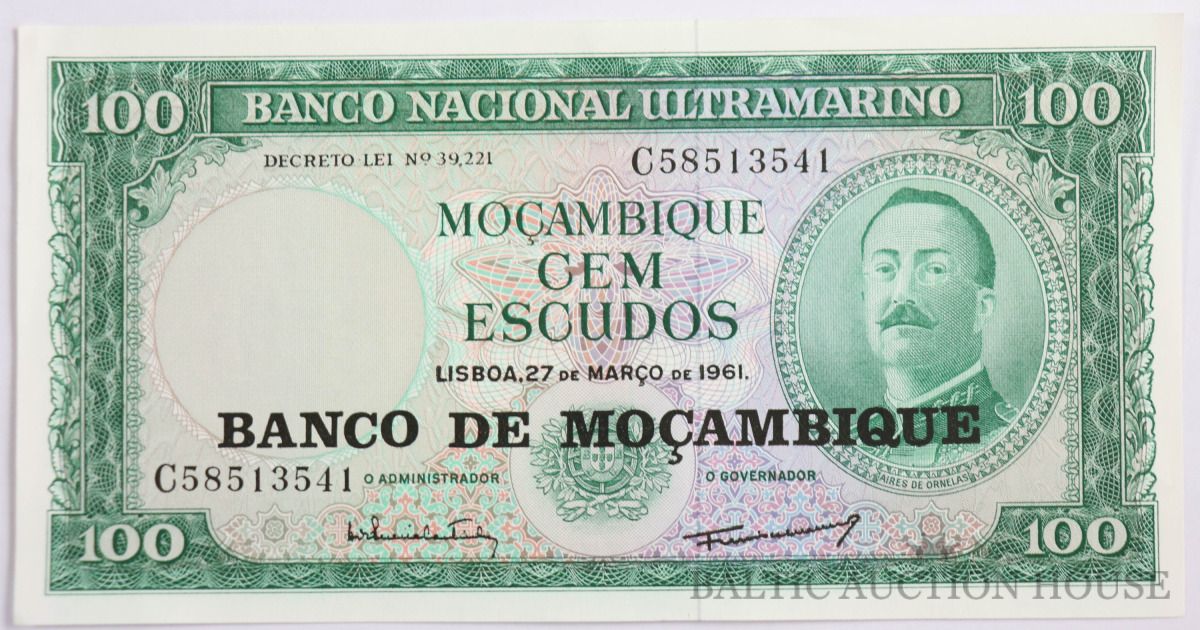 100 BANCO NACIONAL ULTRAMARINO 100
DECRETO LEI Nº 39,221 C58513541
MOÇAMBIQUE
CEM
ESCUDOS
LISBOA, 27 DE MARÇO DE 1961.
BANCO DE MOÇAMBIQUE
C58513541 O ADMINISTRADOR O GOVERNADOR
AIRES DE ORNELAS
100 100
BALTIC AUCTION HOUSE